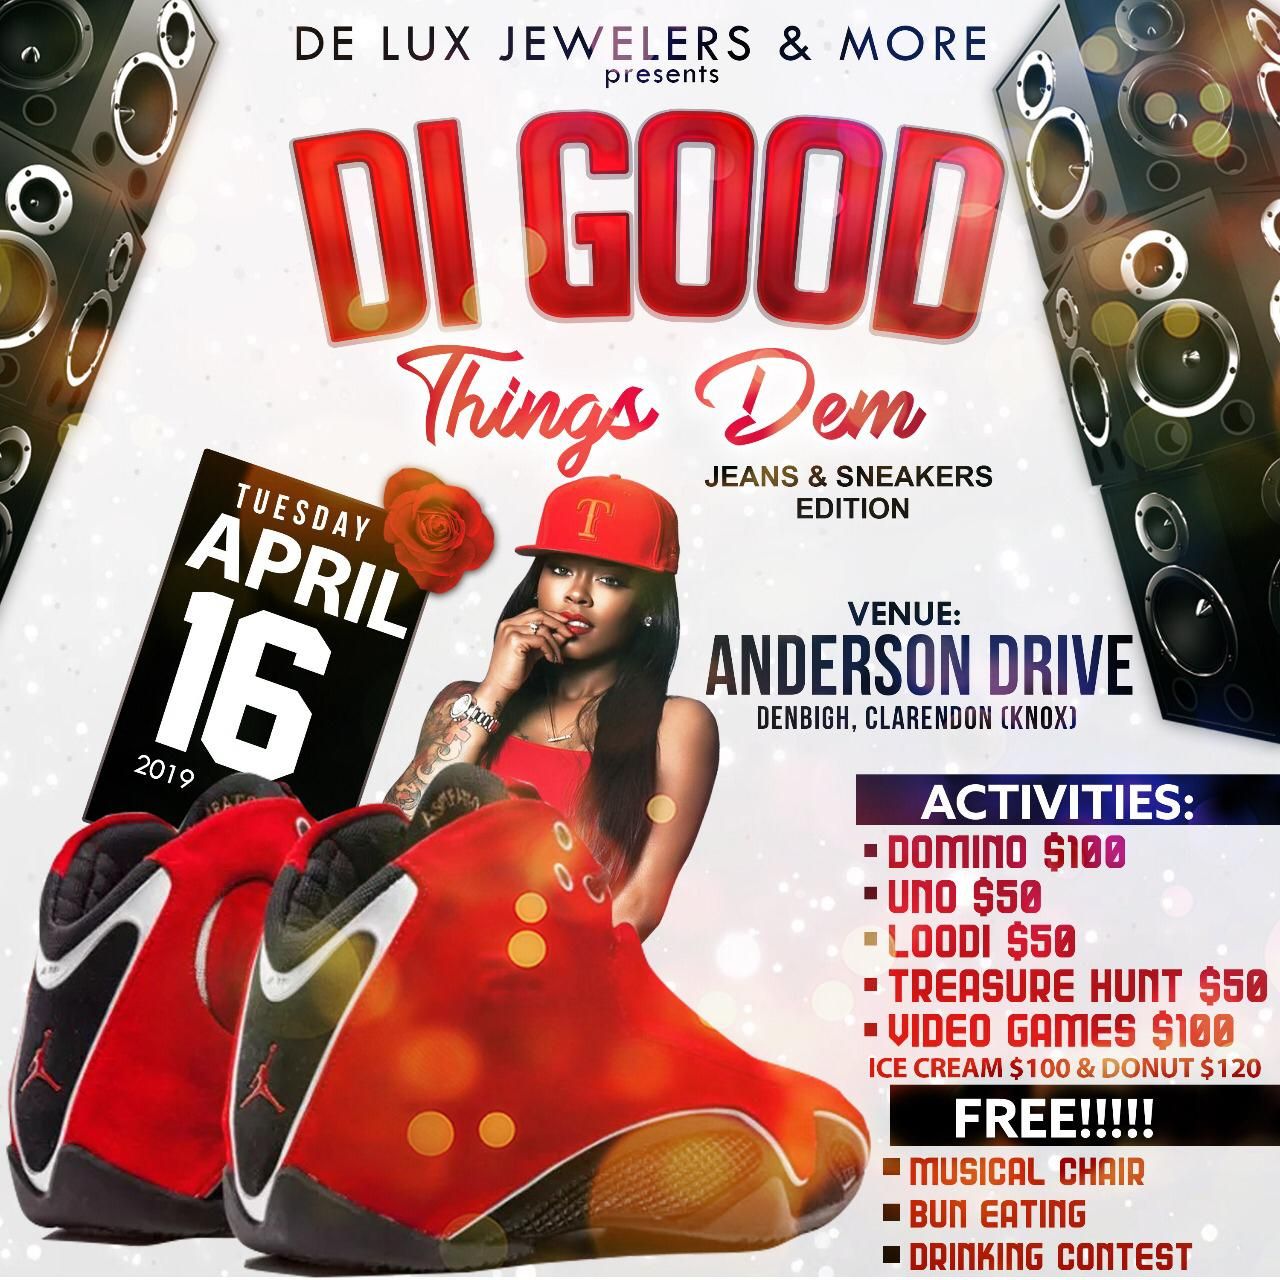 DE LUX JEWELERS & MORE
presents
DI GOOD
Things Dem
JEANS & SNEAKERS
EDITION
TUESDAY
APRIL
16
2019
T
VENUE:
ANDERSON DRIVE
DENBIGH, CLARENDON (KNOX)
ACTIVITIES:
▪ DOMINO $100
▪ UNO $50
▪ LOODI $50
▪ TREASURE HUNT $50
▪ VIDEO GAMES $100
ICE CREAM $100 & DONUT $120
FREE!!!!!
▪ MUSICAL CHAIR
▪ BUN EATING
▪ DRINKING CONTEST